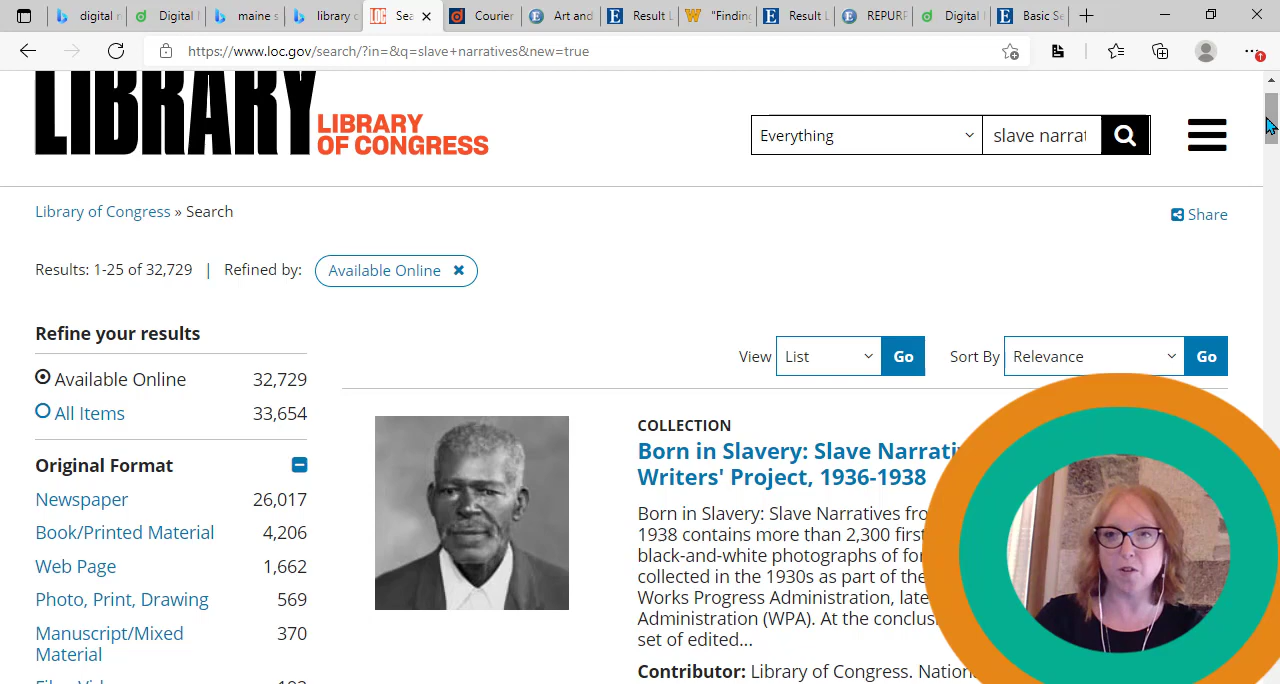 digital n
Digital M
maine s
library c
Sea
Courier
Art and
Result L
"Finding
Result L
REPURP
Digital M
Basic Se
https://www.loc.gov/search/?in=&q=slave+narratives&new=true
LIBRARY
LIBRARY
OF CONGRESS
Everything
slave narrat
Library of Congress » Search
Share
Results: 1-25 of 32,729 | Refined by: Available Online
Refine your results
View List Go Sort By Relevance Go
Available Online 32,729
All Items 33,654
Original Format
Newspaper 26,017
Book/Printed Material 4,206
Web Page 1,662
Photo, Print, Drawing 569
Manuscript/Mixed
Material 370
COLLECTION
Born in Slavery: Slave Narrati
Writers' Project, 1936-1938
Born in Slavery: Slave Narratives fro
1938 contains more than 2,300 first
black-and-white photographs of for
collected in the 1930s as part of the
Works Progress Administration, late
Administration (WPA). At the conclus
set of edited...
Contributor: Library of Congress. Nation